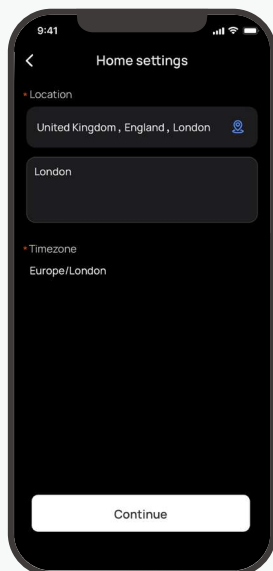 9:41
Home settings
* Location
United Kingdom , England , London
London
* Timezone
Europe/London
Continue